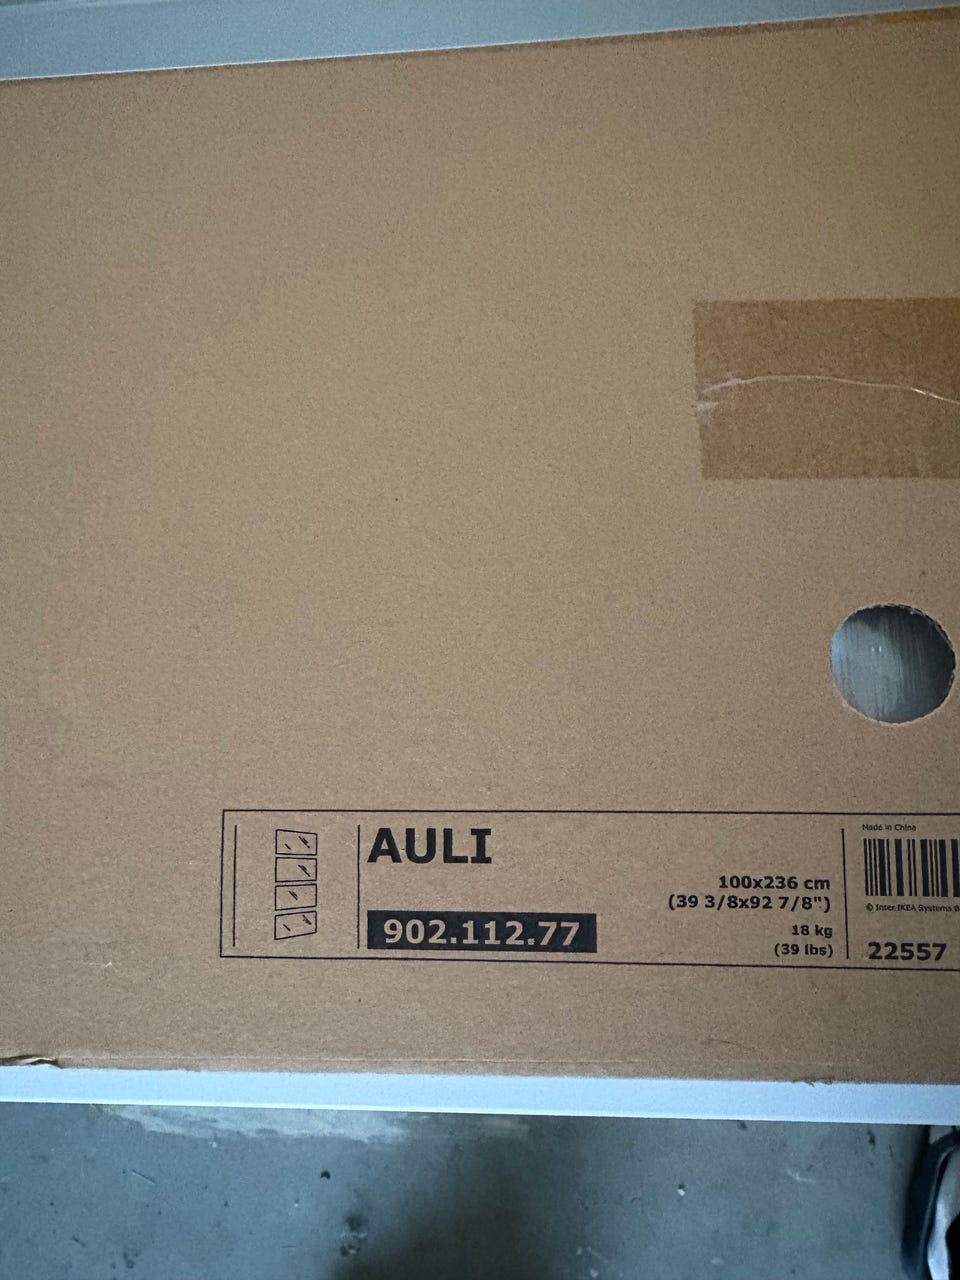 AULI
902.112.77
100x236 cm
(39 3/8x92 7/8")
18 kg
(39 lbs)
Made in China
© Inter IKEA Systems
22557